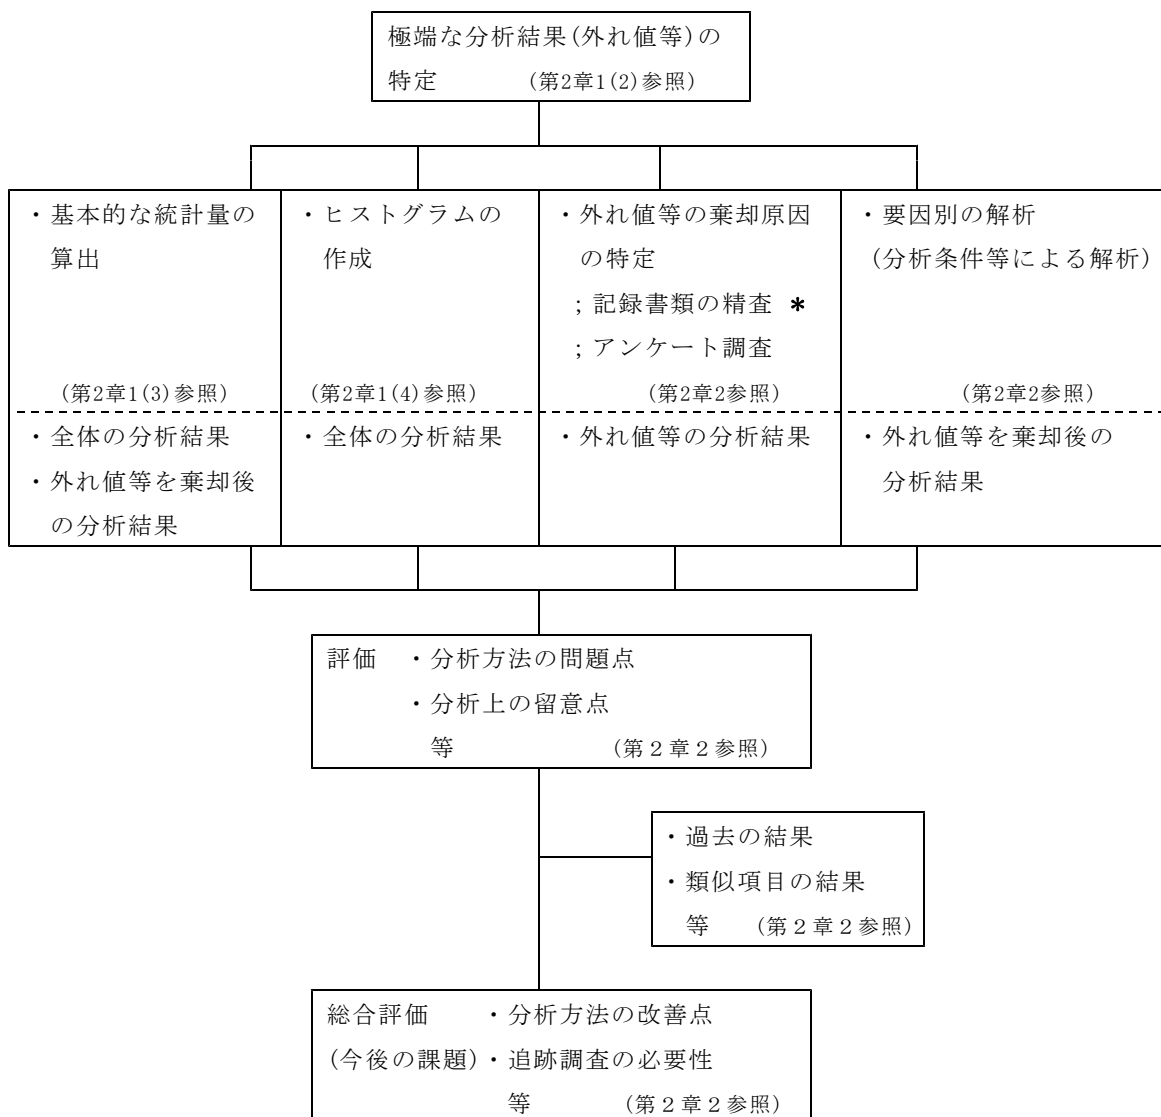 極端な分析結果(外れ値等)の
特定 (第2章1(2)参照)
・基本的な統計量の
算出
(第2章1(3)参照)
・全体の分析結果
・外れ値等を棄却後
の分析結果
・ヒストグラムの
作成
(第2章1(4)参照)
・全体の分析結果
・外れ値等の棄却原因
の特定
；記録書類の精査 *
；アンケート調査
(第2章2参照)
・外れ値等の分析結果
・要因別の解析
(分析条件等による解析)
(第2章2参照)
・外れ値等を棄却後の
分析結果
評価 ・分析方法の問題点
・分析上の留意点
等 (第２章２参照)
・過去の結果
・類似項目の結果
等 (第２章２参照)
総合評価 ・分析方法の改善点
(今後の課題)・追跡調査の必要性
等 (第２章２参照)